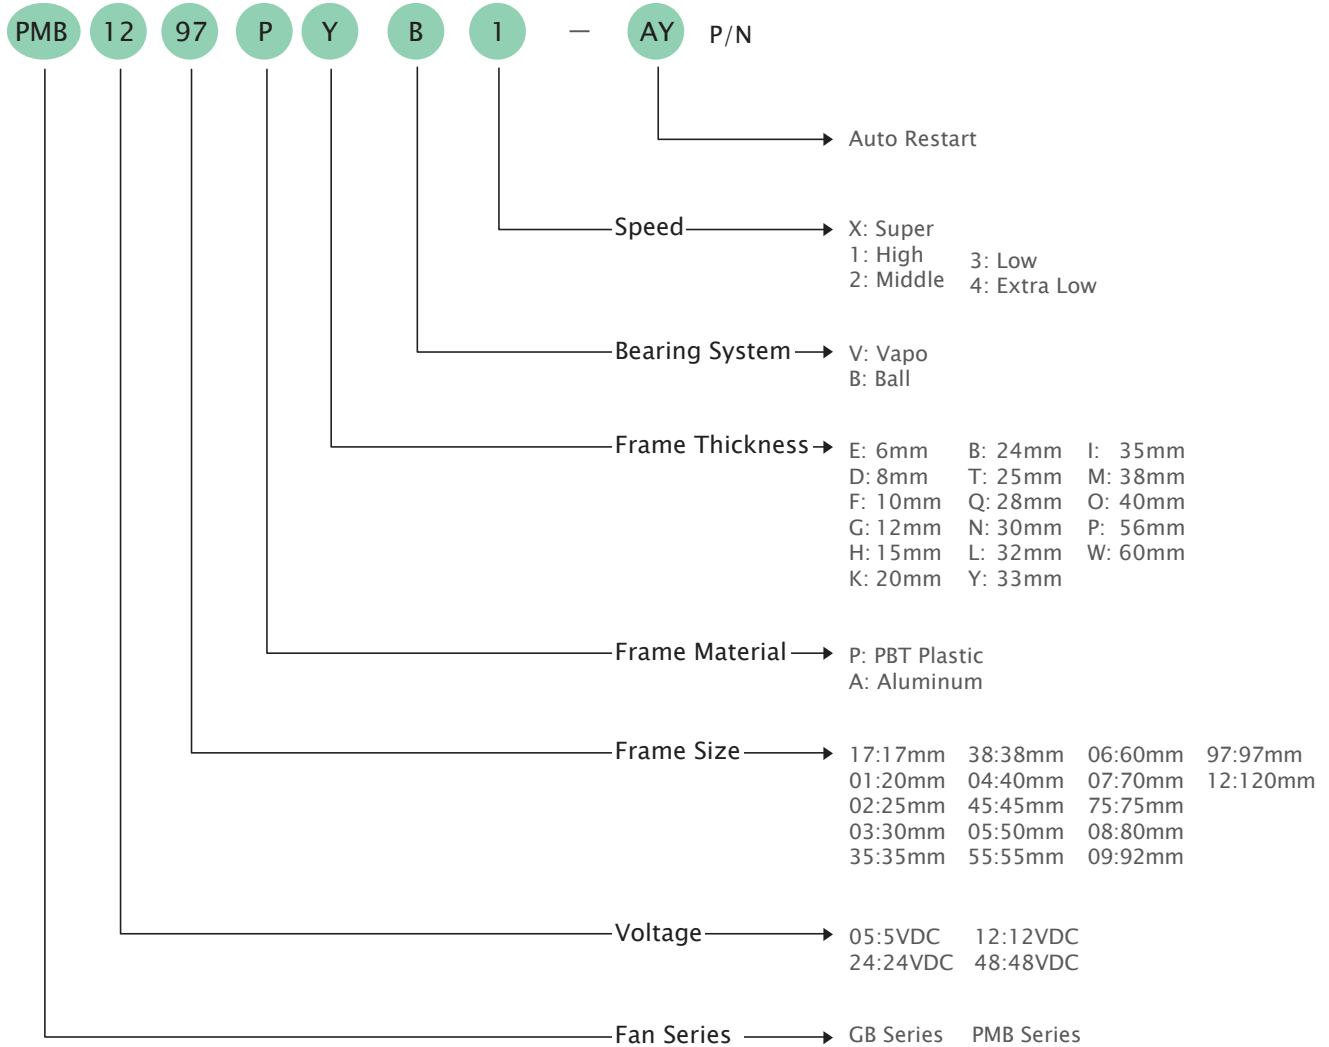 PMB 12 97 P Y B 1 – AY P/N
Auto Restart
Speed
X: Super
1: High 3: Low
2: Middle 4: Extra Low
Bearing System
V: Vapo
B: Ball
Frame Thickness
E: 6mm B: 24mm I: 35mm
D: 8mm T: 25mm M: 38mm
F: 10mm Q: 28mm O: 40mm
G: 12mm N: 30mm P: 56mm
H: 15mm L: 32mm W: 60mm
K: 20mm Y: 33mm
Frame Material
P: PBT Plastic
A: Aluminum
Frame Size
17:17mm 38:38mm 06:60mm 97:97mm
01:20mm 04:40mm 07:70mm 12:120mm
02:25mm 45:45mm 75:75mm
03:30mm 05:50mm 08:80mm
35:35mm 55:55mm 09:92mm
Voltage
05:5VDC 12:12VDC
24:24VDC 48:48VDC
Fan Series
GB Series PMB Series